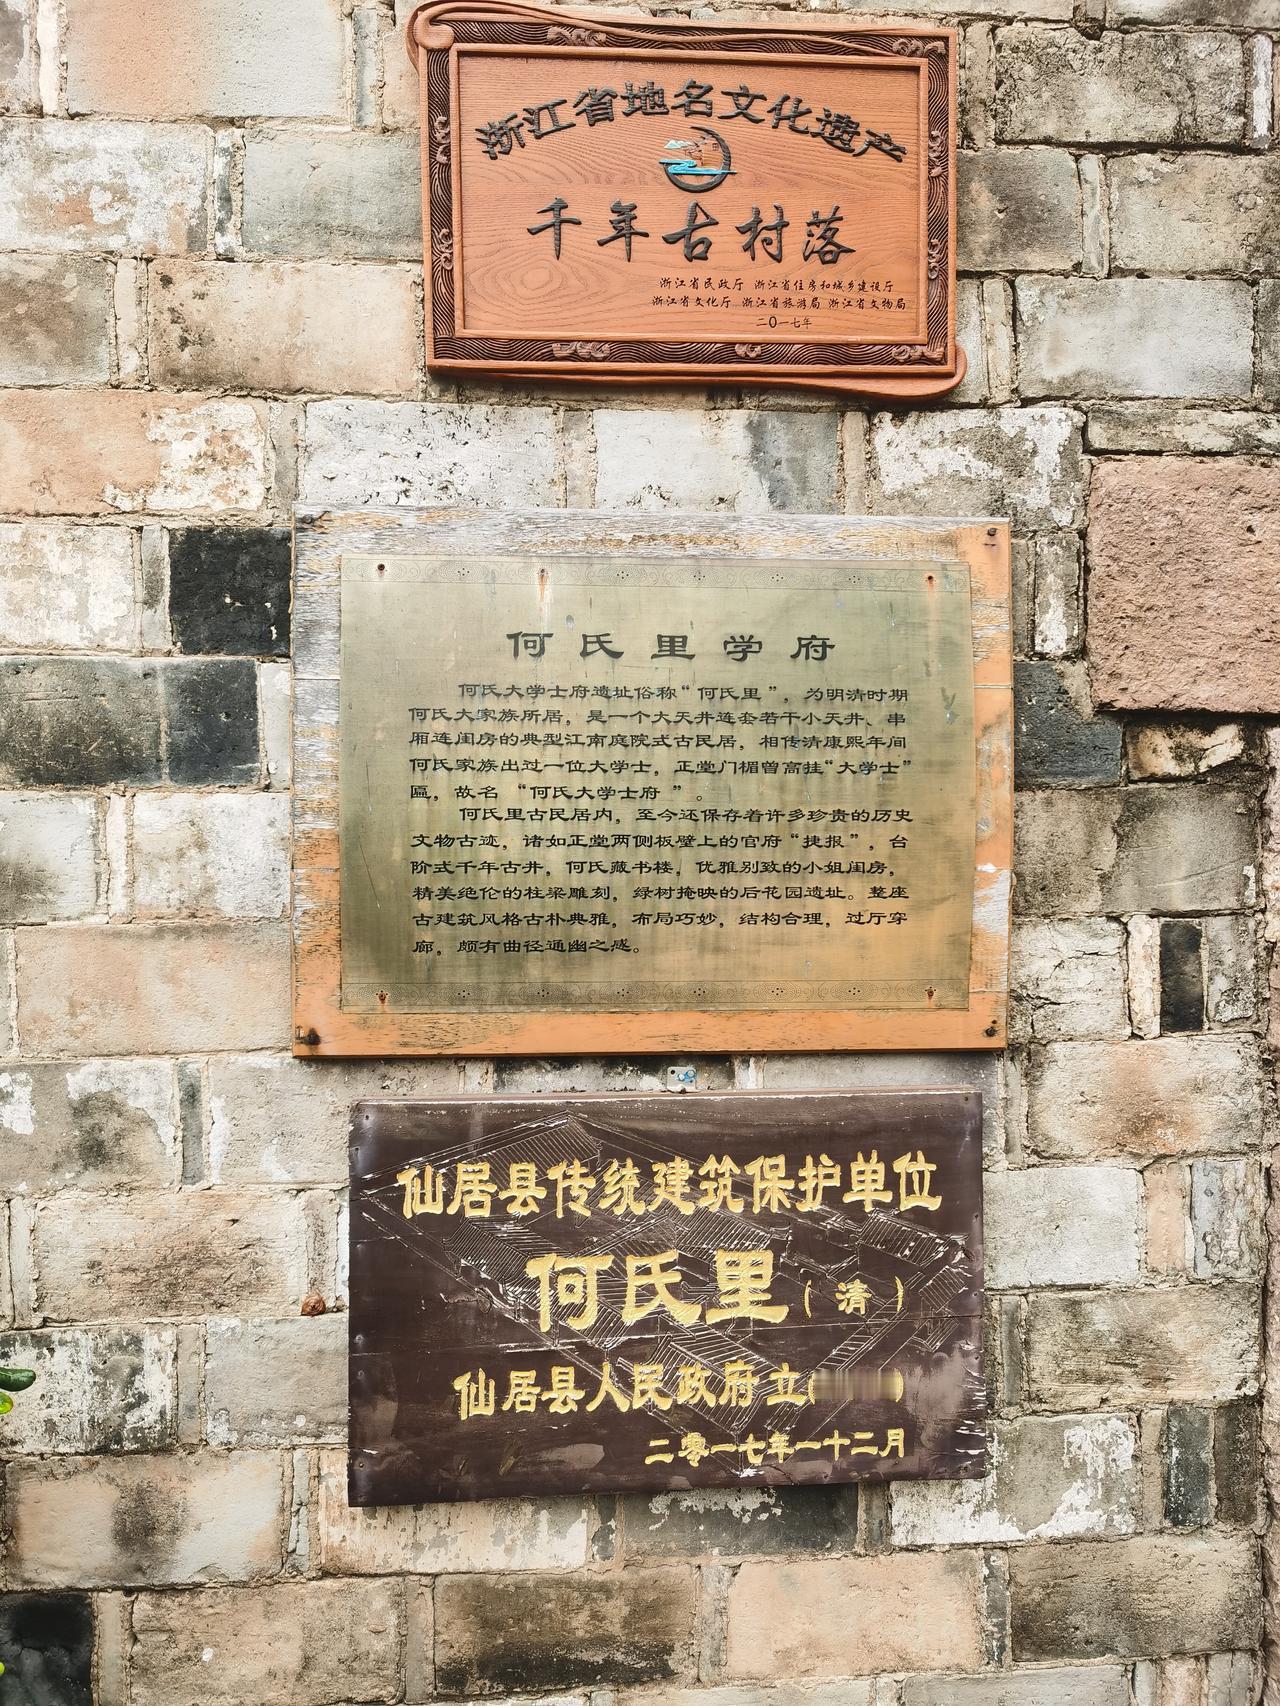 浙江省地名文化遗产
千年古村落
浙江省民政厅 浙江省住房和城乡建设厅
浙江省文化厅 浙江省旅游局 浙江省文物局
二〇一七年
何氏里学府
何氏大学士府遗址俗称“何氏里”，为明清时期
何氏大家族所居，是一个大天井连套若干小天井、串
厢连闺房的典型江南庭院式古民居，相传清康熙年间
何氏家族出过一位大学士，正堂门楣曾高挂“大学士”
匾，故名“何氏大学士府”。
何氏里古民居内，至今还保存着许多珍贵的历史
文物古迹，诸如正堂两侧板壁上的官府“捷报”，台
阶式千年古井，何氏藏书楼，优雅别致的小姐闺房，
精美绝伦的柱梁雕刻，绿树掩映的后花园遗址。整座
古建筑风格古朴典雅，布局巧妙，结构合理，过厅穿
廊，颇有曲径通幽之感。
仙居县传统建筑保护单位
何氏里（清）
仙居县人民政府立（ ）
二零一七年一十二月